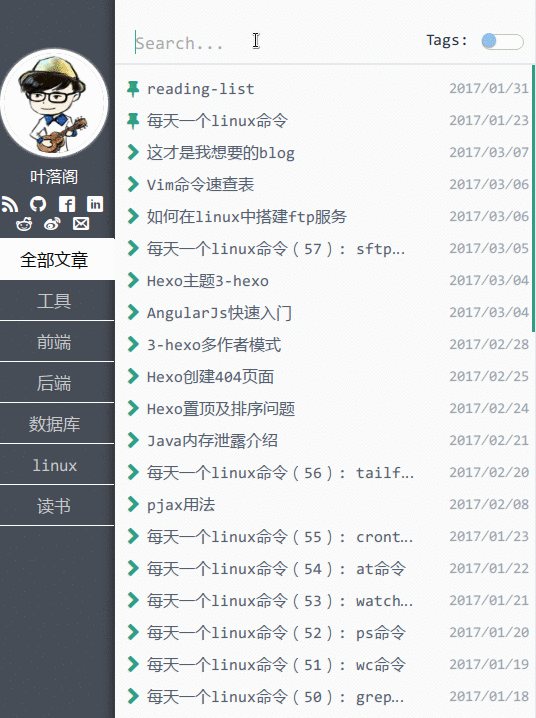 Search...
Tags:
叶落阁
全部文章
工具
前端
后端
数据库
linux
读书
reading-list 2017/01/31
每天一个linux命令 2017/01/23
这才是我想要的blog 2017/03/07
Vim命令速查表 2017/03/06
如何在linux中搭建ftp服务 2017/03/06
每天一个linux命令（57）: sftp… 2017/03/05
Hexo主题3-hexo 2017/03/04
AngularJs快速入门 2017/03/04
3-hexo多作者模式 2017/02/28
Hexo创建404页面 2017/02/25
Hexo置顶及排序问题 2017/02/24
Java内存泄露介绍 2017/02/21
每天一个linux命令（56）: tailf… 2017/02/20
pjax用法 2017/02/08
每天一个linux命令（55）: cront… 2017/01/23
每天一个linux命令（54）: at命令 2017/01/22
每天一个linux命令（53）: watch… 2017/01/21
每天一个linux命令（52）: ps命令 2017/01/20
每天一个linux命令（51）: wc命令 2017/01/19
每天一个linux命令（50）: grep… 2017/01/18